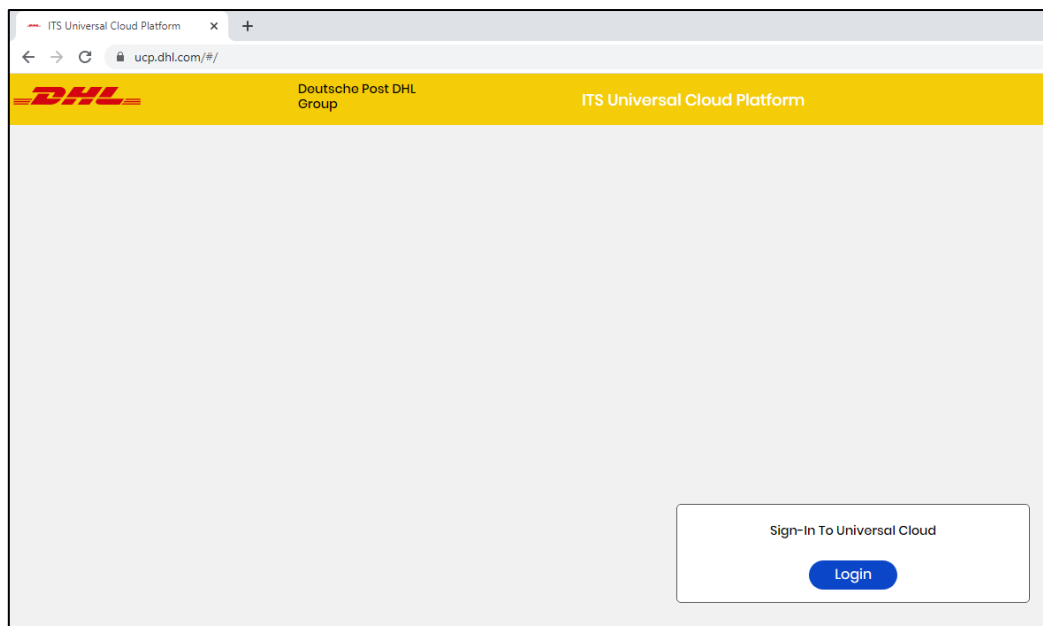 ITS Universal Cloud Platform
ucp.dhl.com/#/
DHL
Deutsche Post DHL
Group
ITS Universal Cloud Platform
Sign-In To Universal Cloud
Login